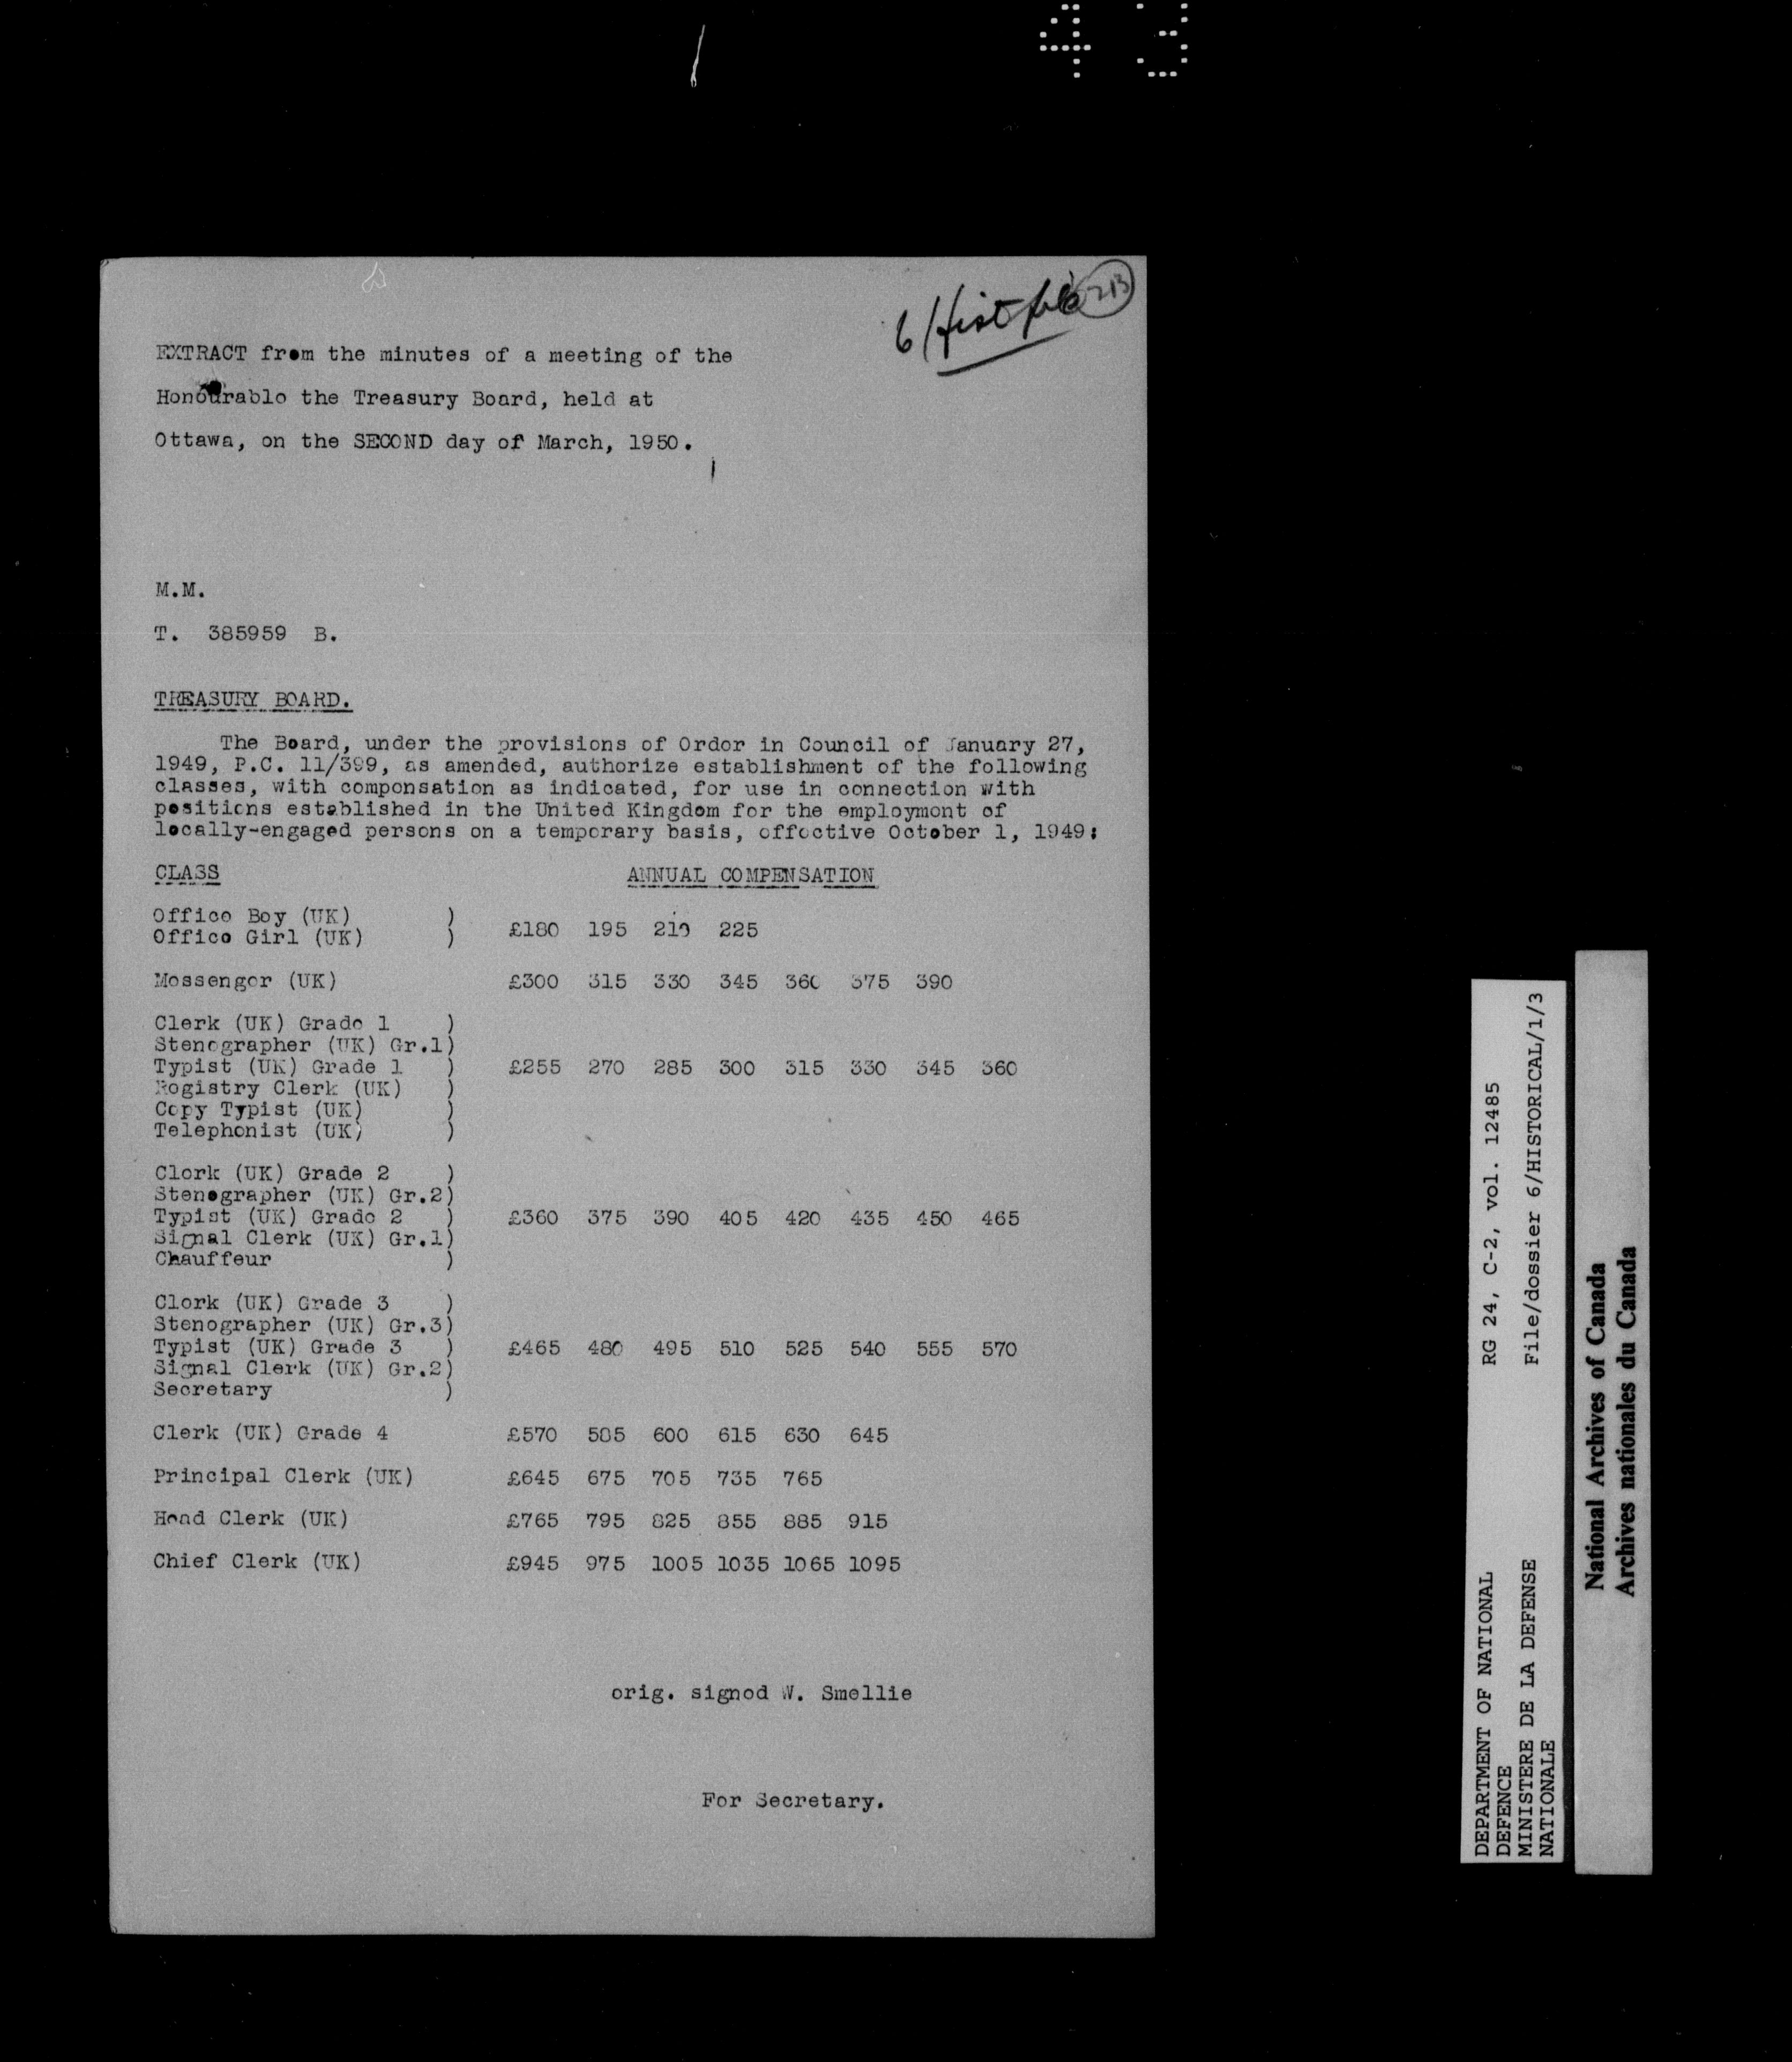 43
6/Hist file 213
EXTRACT from the minutes of a meeting of the
Honourable the Treasury Board, held at
Ottawa, on the SECOND day of March, 1950.
M.M.
T. 385959 B.
TREASURY BOARD.
The Board, under the provisions of Order in Council of January 27,
1949, P.C. 11/399, as amended, authorize establishment of the following
classes, with compensation as indicated, for use in connection with
positions established in the United Kingdom for the employment of
locally-engaged persons on a temporary basis, effective October 1, 1949:
CLASS ANNUAL COMPENSATION
Office Boy (UK) )
Office Girl (UK) ) £180 195 210 225
Messenger (UK) £300 315 330 345 360 375 390
Clerk (UK) Grade 1 )
Stenographer (UK) Gr.1)
Typist (UK) Grade 1 ) £255 270 285 300 315 330 345 360
Registry Clerk (UK) )
Copy Typist (UK) )
Telephonist (UK) )
Clerk (UK) Grade 2 )
Stenographer (UK) Gr.2)
Typist (UK) Grade 2 ) £360 375 390 405 420 435 450 465
Signal Clerk (UK) Gr.1)
Chauffeur )
Clerk (UK) Grade 3 )
Stenographer (UK) Gr.3)
Typist (UK) Grade 3 ) £465 480 495 510 525 540 555 570
Signal Clerk (UK) Gr.2)
Secretary )
Clerk (UK) Grade 4 £570 585 600 615 630 645
Principal Clerk (UK) £645 675 705 735 765
Head Clerk (UK) £765 795 825 855 885 915
Chief Clerk (UK) £945 975 1005 1035 1065 1095
orig. signed W. Smellie
For Secretary.
DEPARTMENT OF NATIONAL RG 24, C-2, vol. 12485
DEFENCE
MINISTERE DE LA DEFENSE File/dossier 6/HISTORICAL/1/3
NATIONALE
National Archives of Canada
Archives nationales du Canada